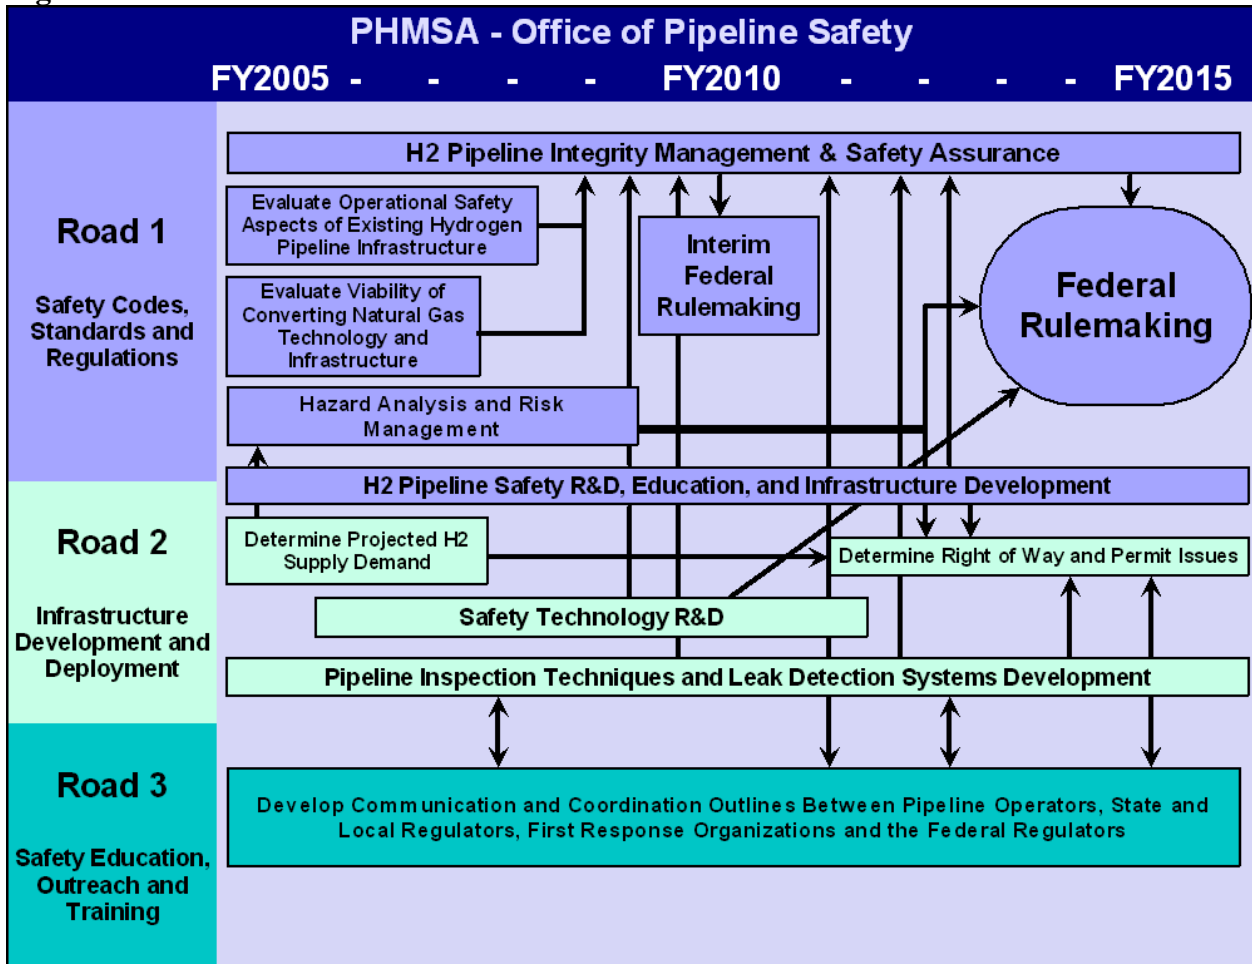 PHMSA - Office of Pipeline Safety
FY2005 - - - - FY2010 - - - - FY2015
Road 1
Safety Codes,
Standards and
Regulations
H2 Pipeline Integrity Management & Safety Assurance
Evaluate Operational Safety
Aspects of Existing Hydrogen
Pipeline Infrastructure
Evaluate Viability of
Converting Natural Gas
Technology and
Infrastructure
Interim
Federal
Rulemaking
Federal
Rulemaking
Hazard Analysis and Risk
Management
H2 Pipeline Safety R&D, Education, and Infrastructure Development
Road 2
Infrastructure
Development and
Deployment
Determine Projected H2
Supply Demand
Determine Right of Way and Permit Issues
Safety Technology R&D
Pipeline Inspection Techniques and Leak Detection Systems Development
Road 3
Safety Education,
Outreach and
Training
Develop Communication and Coordination Outlines Between Pipeline Operators, State and
Local Regulators, First Response Organizations and the Federal Regulators